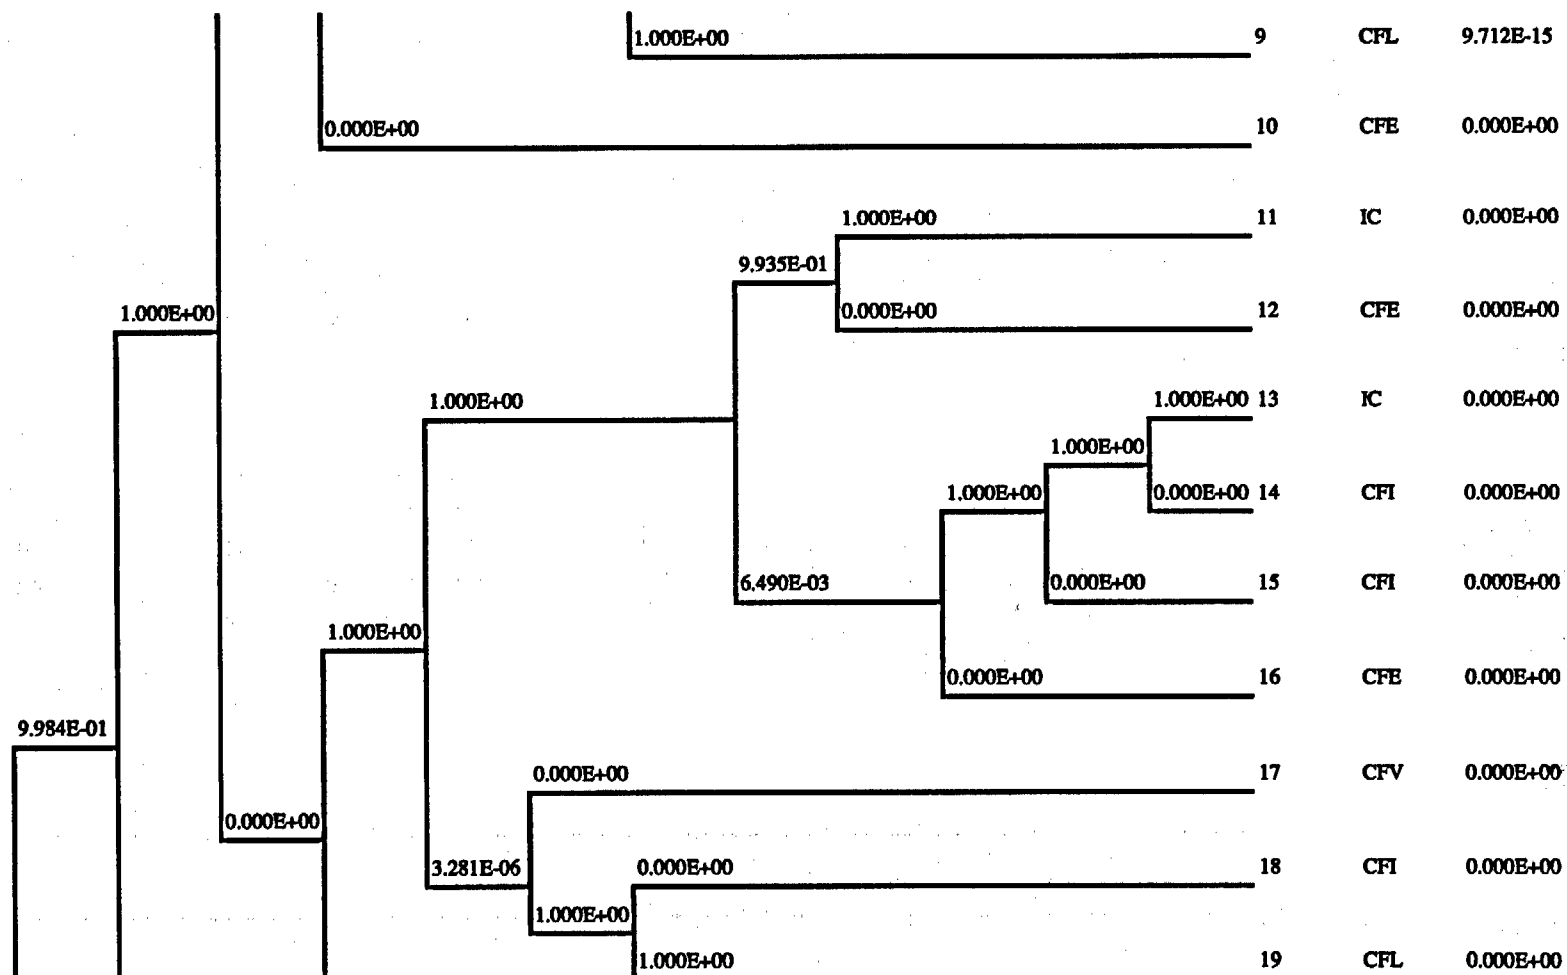 1.000E+00 9 CFL 9.712E-15
0.000E+00 10 CFE 0.000E+00
1.000E+00 11 IC 0.000E+00
9.935E-01
0.000E+00 12 CFE 0.000E+00
1.000E+00
1.000E+00 13 IC 0.000E+00
1.000E+00
1.000E+00
1.000E+00 0.000E+00 14 CFI 0.000E+00
6.490E-03 0.000E+00 15 CFI 0.000E+00
1.000E+00
0.000E+00 16 CFE 0.000E+00
9.984E-01
0.000E+00 17 CFV 0.000E+00
0.000E+00
3.281E-06 0.000E+00 18 CFI 0.000E+00
1.000E+00
1.000E+00 19 CFL 0.000E+00